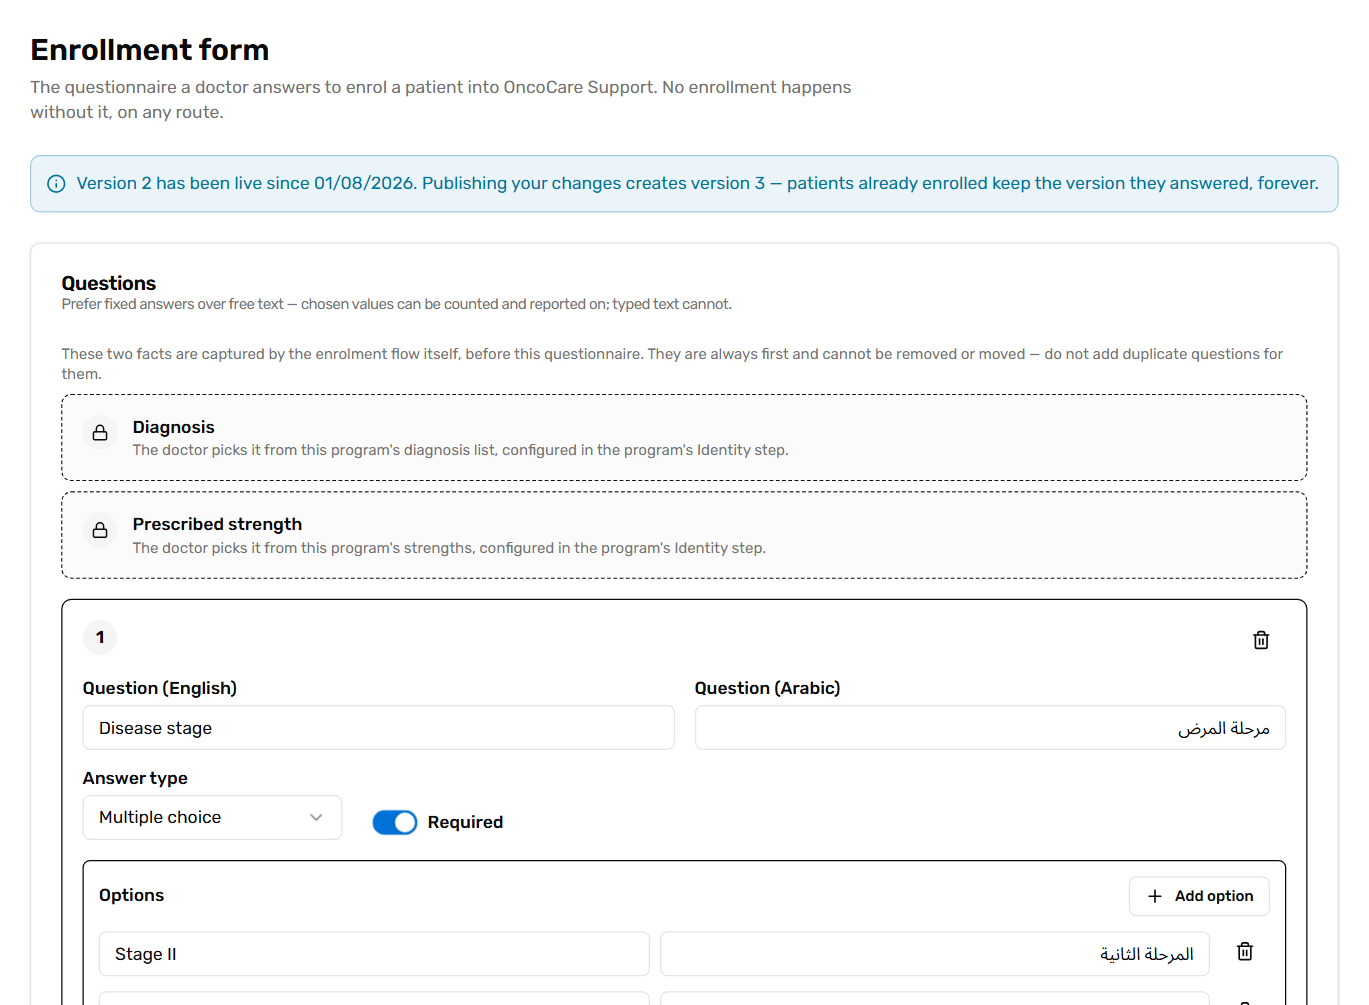 Enrollment form
The questionnaire a doctor answers to enrol a patient into OncoCare Support. No enrollment happens
without it, on any route.
Version 2 has been live since 01/08/2026. Publishing your changes creates version 3 — patients already enrolled keep the version they answered, forever.
Questions
Prefer fixed answers over free text — chosen values can be counted and reported on; typed text cannot.
These two facts are captured by the enrolment flow itself, before this questionnaire. They are always first and cannot be removed or moved — do not add duplicate questions for
them.
Diagnosis
The doctor picks it from this program's diagnosis list, configured in the program's Identity step.
Prescribed strength
The doctor picks it from this program's strengths, configured in the program's Identity step.
1
Question (English)
Question (Arabic)
Disease stage
مرحلة المرض
Answer type
Multiple choice
Required
Options
Add option
Stage II
المرحلة الثانية